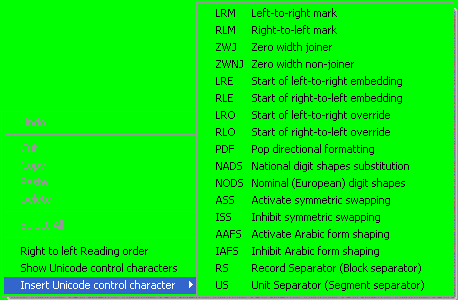 Undo
Cut
Copy
Paste
Delete
Select All
Right to left Reading order
Show Unicode control characters
Insert Unicode control character
LRM Left-to-right mark
RLM Right-to-left mark
ZWJ Zero width joiner
ZWNJ Zero width non-joiner
LRE Start of left-to-right embedding
RLE Start of right-to-left embedding
LRO Start of left-to-right override
RLO Start of right-to-left override
PDF Pop directional formatting
NADS National digit shapes substitution
NODS Nominal (European) digit shapes
ASS Activate symmetric swapping
ISS Inhibit symmetric swapping
AAFS Activate Arabic form shaping
IAFS Inhibit Arabic form shaping
RS Record Separator (Block separator)
US Unit Separator (Segment separator)